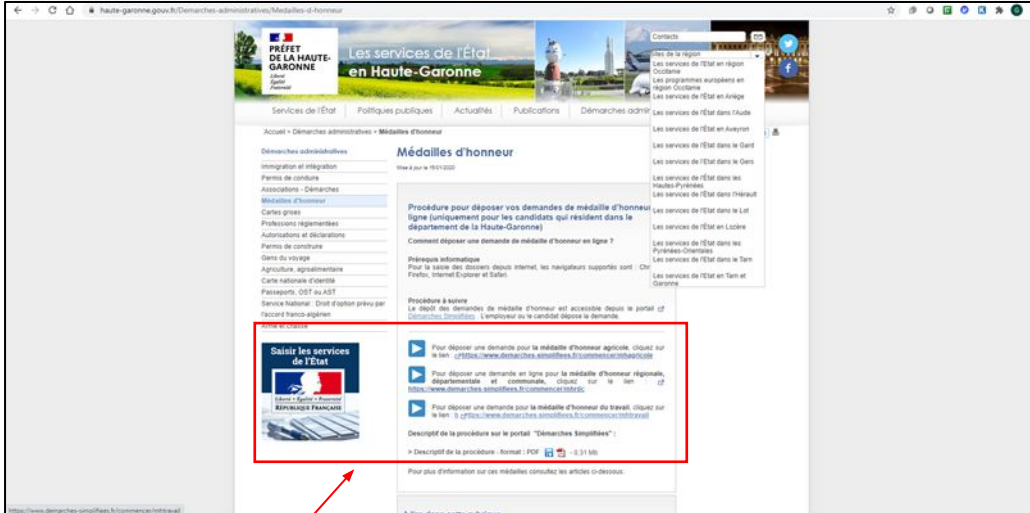 haute-garonne.gouv.fr/Demarches-administratives/Medailles-d-honneur
PRÉFET
DE LA HAUTE-
GARONNE
Liberté
Égalité
Fraternité
Les services de l'État
en Haute-Garonne
Contacts
Sites de la région
Les services de l'Etat en région
Occitanie
Les programmes européens en
région Occitanie
Les services de l'État en Ariège
Les services de l'État dans l'Aude
Les services de l'État en Aveyron
Les services de l'État dans le Gard
Les services de l'État dans le Gers
Les services de l'État dans les
Hautes-Pyrénées
Les services de l'État dans l'Hérault
Les services de l'Etat dans le Lot
Les services de l'Etat en Lozère
Les services de l'État dans les
Pyrénées-Orientales
Les services de l'Etat dans le Tarn
Les services de l'Etat en Tarn et
Garonne
Services de l'État
Politiques publiques
Actualités
Publications
Démarches admi
Accueil > Démarches administratives > Médailles d'honneur
Démarches administratives
Immigration et intégration
Permis de conduire
Associations - Démarches
Médailles d'honneur
Cartes grises
Professions réglementées
Autorisations et déclarations
Permis de construire
Gens du voyage
Agriculture, agroalimentaire
Carte nationale d'identité
Passeports, OST ou AST
Service National : Droit d'option prévu par
l'accord franco-algérien
Arme et chasse
Saisir les services
de l'État
Liberté • Égalité • Fraternité
RÉPUBLIQUE FRANÇAISE
Médailles d'honneur
Mise à jour le 15/01/2020
Procédure pour déposer vos demandes de médaille d'honneur
ligne (uniquement pour les candidats qui résident dans le
département de la Haute-Garonne)
Comment déposer une demande de médaille d'honneur en ligne ?
Prérequis informatique
Pour la saisie des dossiers depuis internet, les navigateurs supportés sont : Chr
Firefox, Internet Explorer et Safari.
Procédure à suivre
Le dépôt des demandes de médaille d'honneur est accessible depuis le portail
Démarches Simplifiées . L'employeur ou le candidat dépose la demande.
Pour déposer une demande pour la médaille d'honneur agricole, cliquez sur
le lien : https://www.demarches-simplifiees.fr/commencer/mhagricole
Pour déposer une demande en ligne pour la médaille d'honneur régionale,
départementale et communale, cliquez sur le lien :
https://www.demarches-simplifiees.fr/commencer/mhrdc
Pour déposer une demande pour la médaille d'honneur du travail, cliquez sur
le lien : https://www.demarches-simplifiees.fr/commencer/mhtravail
Descriptif de la procédure sur le portail "Démarches Simplifiées" :
> Descriptif de la procédure - format : PDF - 0,31 Mb
Pour plus d'information sur ces médailles consultez les articles ci-dessous.
A lire dans cette rubrique
https://www.demarches-simplifiees.fr/commencer/mhtravail